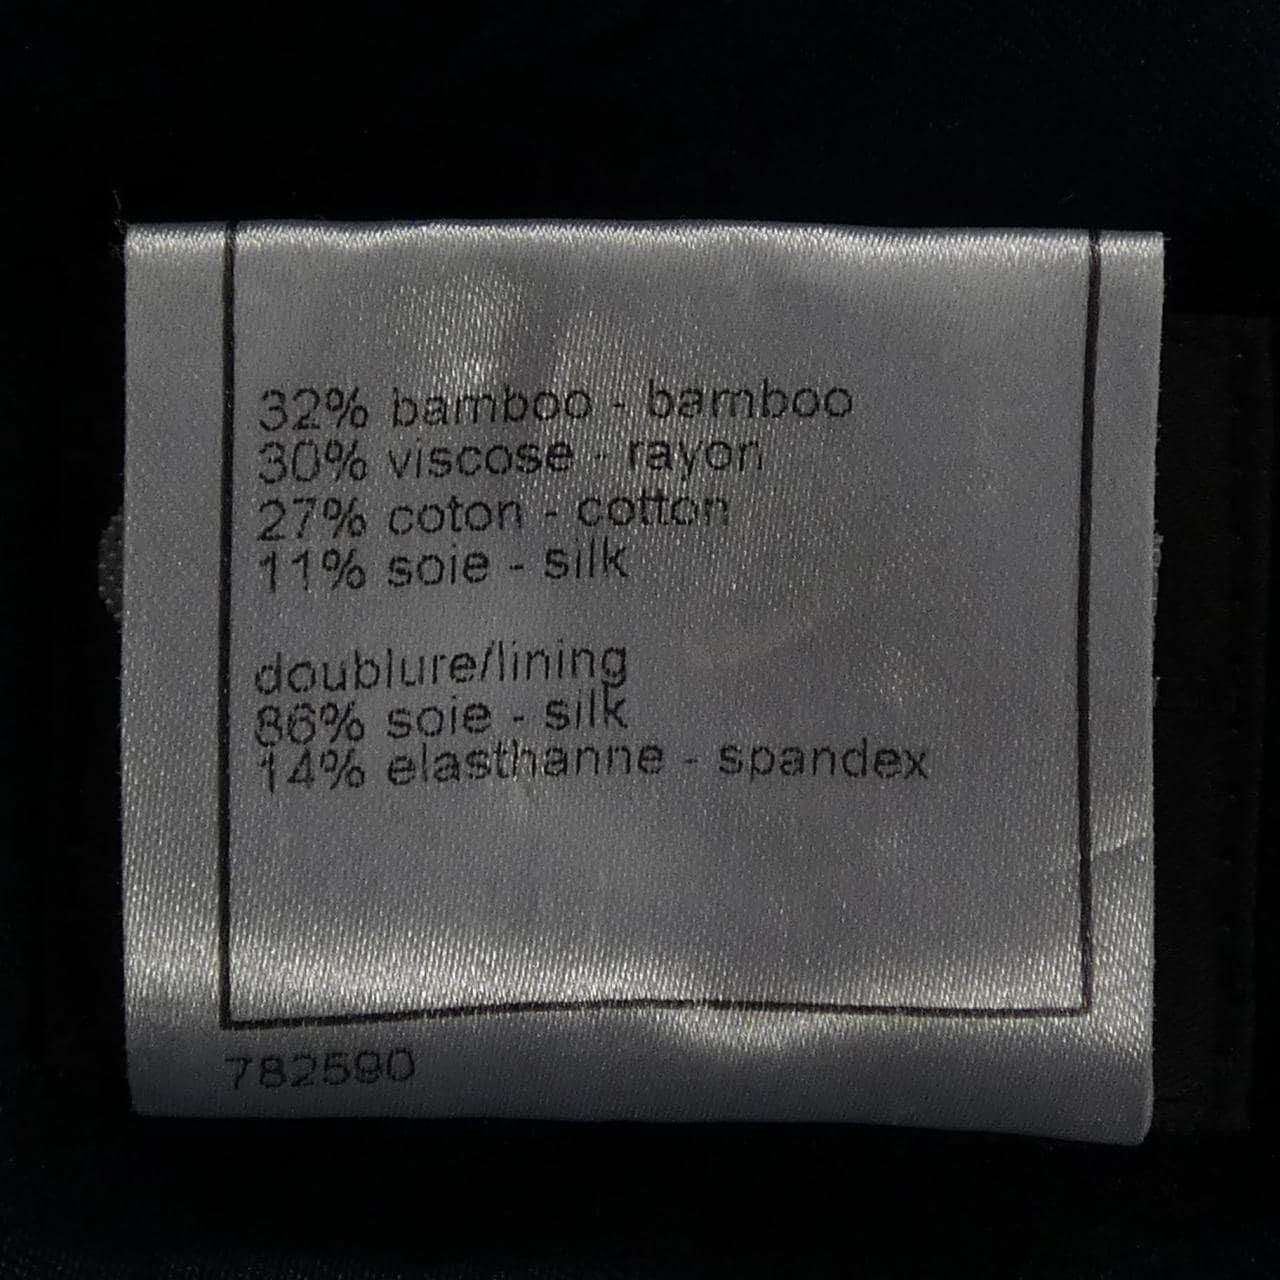 32% bamboo - bamboo
30% viscose - rayon
27% coton - cotton
11% soie - silk
doublure/lining
86% soie - silk
14% elasthanne - spandex
782590